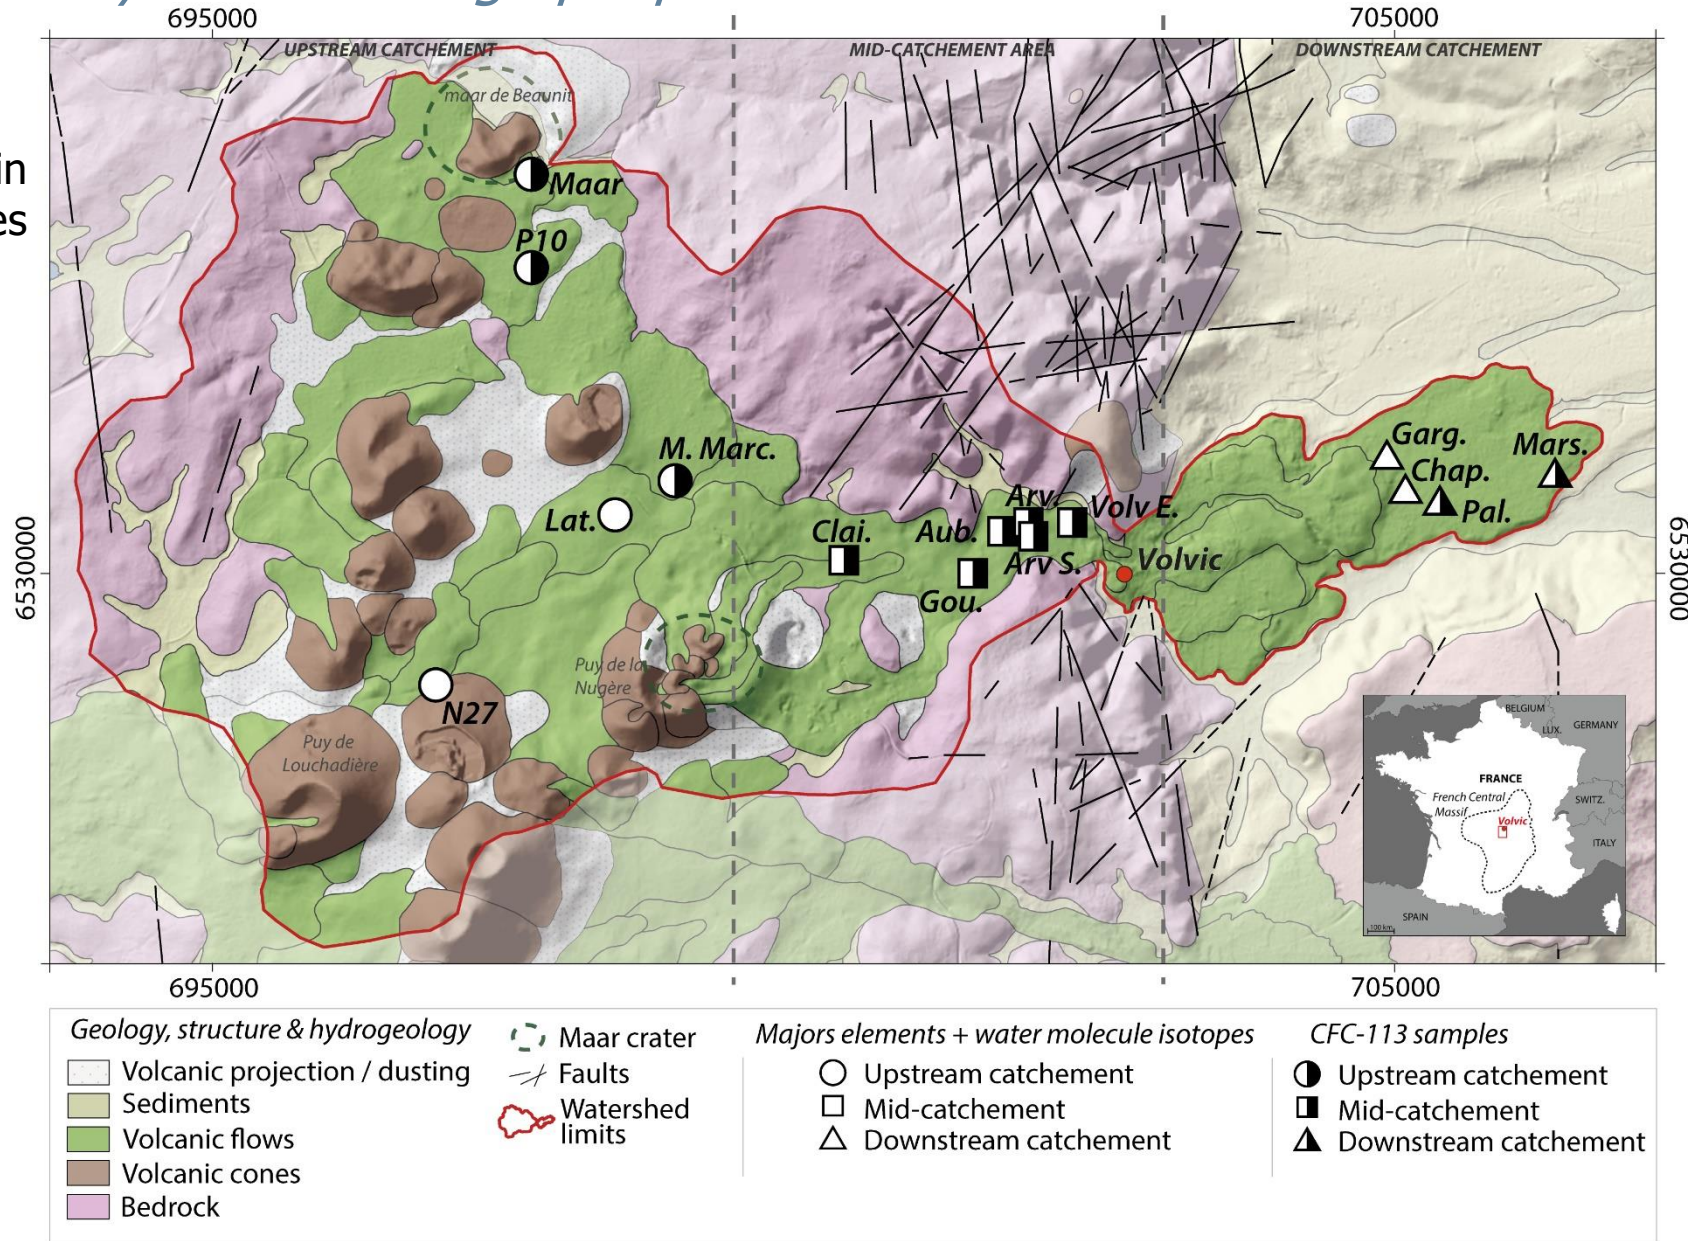 695000
705000
UPSTREAM CATCHEMENT
MID-CATCHEMENT AREA
DOWNSTREAM CATCHEMENT
in
es
maar de Beaunit
Maar
P10
M. Marc.
Lat.
N27
Clai.
Aub.
Gou.
Arv.
Arv S.
Volv E.
Volvic
Garg.
Chap.
Pal.
Mars.
Puy de la
Nugère
Puy de
Louchadière
6530000
6530000
BELGIUM
LUX.
GERMANY
FRANCE
French Central
Massif
Volvic
SWITZ.
ITALY
SPAIN
100 km
695000
705000
Geology, structure & hydrogeology
Volcanic projection / dusting
Sediments
Volcanic flows
Volcanic cones
Bedrock
Maar crater
Faults
Watershed
limits
Majors elements + water molecule isotopes
Upstream catchement
Mid-catchement
Downstream catchement
CFC-113 samples
Upstream catchement
Mid-catchement
Downstream catchement